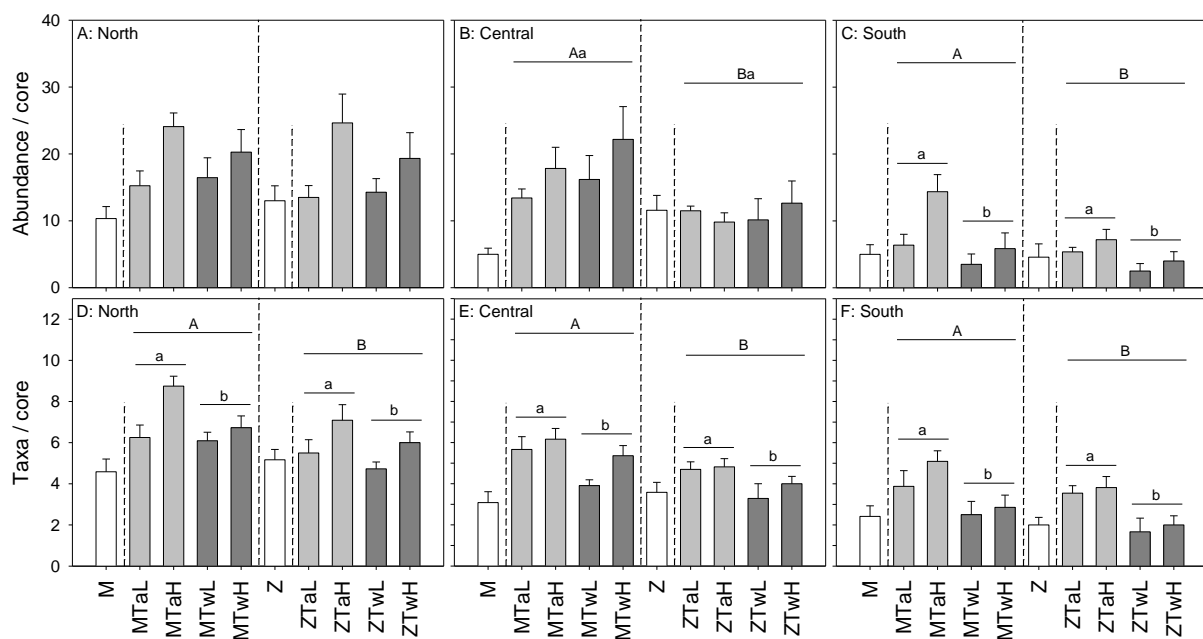 A: North
B: Central
C: South
Abundance / core
40
30
20
10
0
Aa
Ba
A
B
a
b
a
b
D: North
E: Central
F: South
Taxa / core
12
10
8
6
4
2
0
A
B
a
b
a
b
A
B
a
b
a
b
A
B
a
b
a
b
M
MTaL
MTaH
MTwL
MTwH
Z
ZTaL
ZTaH
ZTwL
ZTwH
M
MTaL
MTaH
MTwL
MTwH
Z
ZTaL
ZTaH
ZTwL
ZTwH
M
MTaL
MTaH
MTwL
MTwH
Z
ZTaL
ZTaH
ZTwL
ZTwH